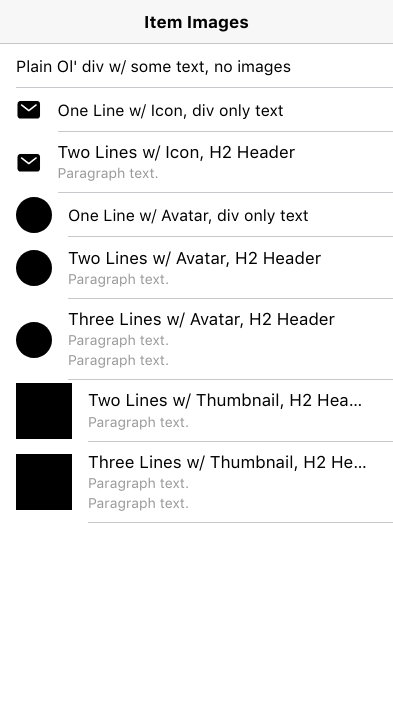 Item Images
Plain Ol' div w/ some text, no images
One Line w/ Icon, div only text
Two Lines w/ Icon, H2 Header
Paragraph text.
One Line w/ Avatar, div only text
Two Lines w/ Avatar, H2 Header
Paragraph text.
Three Lines w/ Avatar, H2 Header
Paragraph text.
Paragraph text.
Two Lines w/ Thumbnail, H2 Hea...
Paragraph text.
Three Lines w/ Thumbnail, H2 He...
Paragraph text.
Paragraph text.